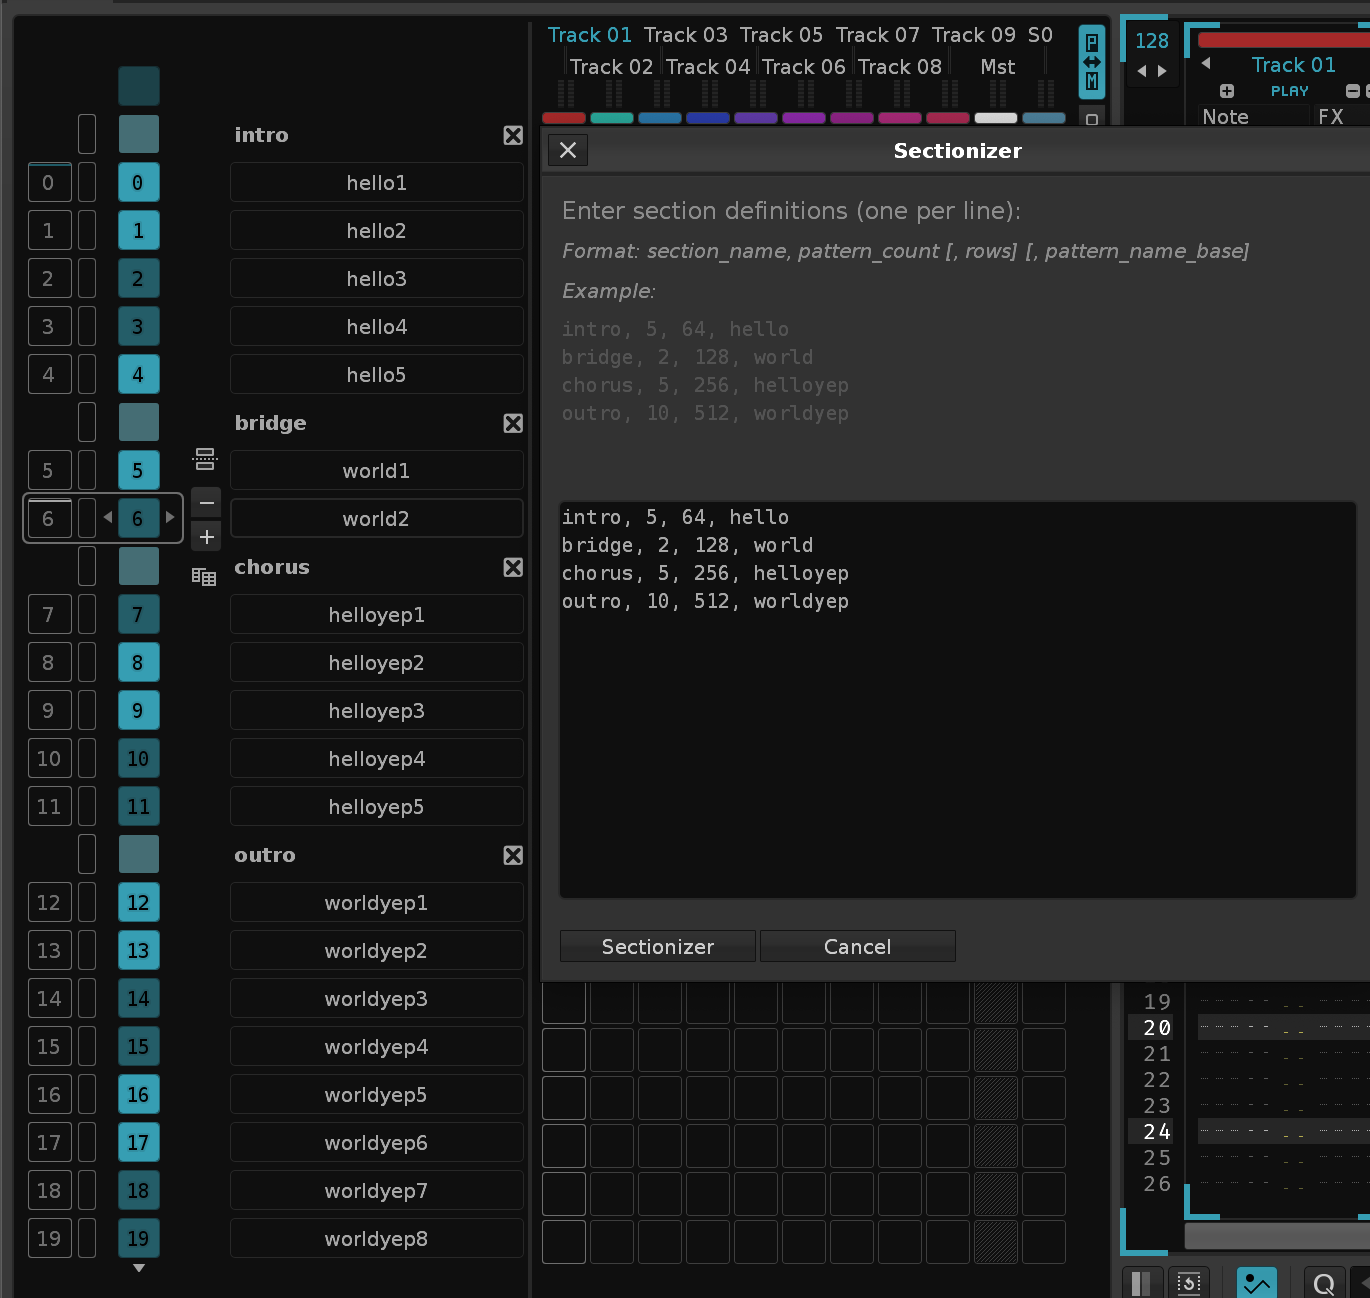 Track 01 Track 03 Track 05 Track 07 Track 09 S0
Track 02 Track 04 Track 06 Track 08 Mst
P
M
128
Track 01
PLAY
Note FX
intro
0 0 hello1
1 1 hello2
2 2 hello3
3 3 hello4
4 4 hello5
bridge
5 5 world1
6 6 world2
chorus
7 7 helloyep1
8 8 helloyep2
9 9 helloyep3
10 10 helloyep4
11 11 helloyep5
outro
12 12 worldyep1
13 13 worldyep2
14 14 worldyep3
15 15 worldyep4
16 16 worldyep5
17 17 worldyep6
18 18 worldyep7
19 19 worldyep8
Sectionizer
Enter section definitions (one per line):
Format: section_name, pattern_count [, rows] [, pattern_name_base]
Example:
intro, 5, 64, hello
bridge, 2, 128, world
chorus, 5, 256, helloyep
outro, 10, 512, worldyep
intro, 5, 64, hello
bridge, 2, 128, world
chorus, 5, 256, helloyep
outro, 10, 512, worldyep
Sectionizer Cancel
19
20
21
22
23
24
25
26
Q